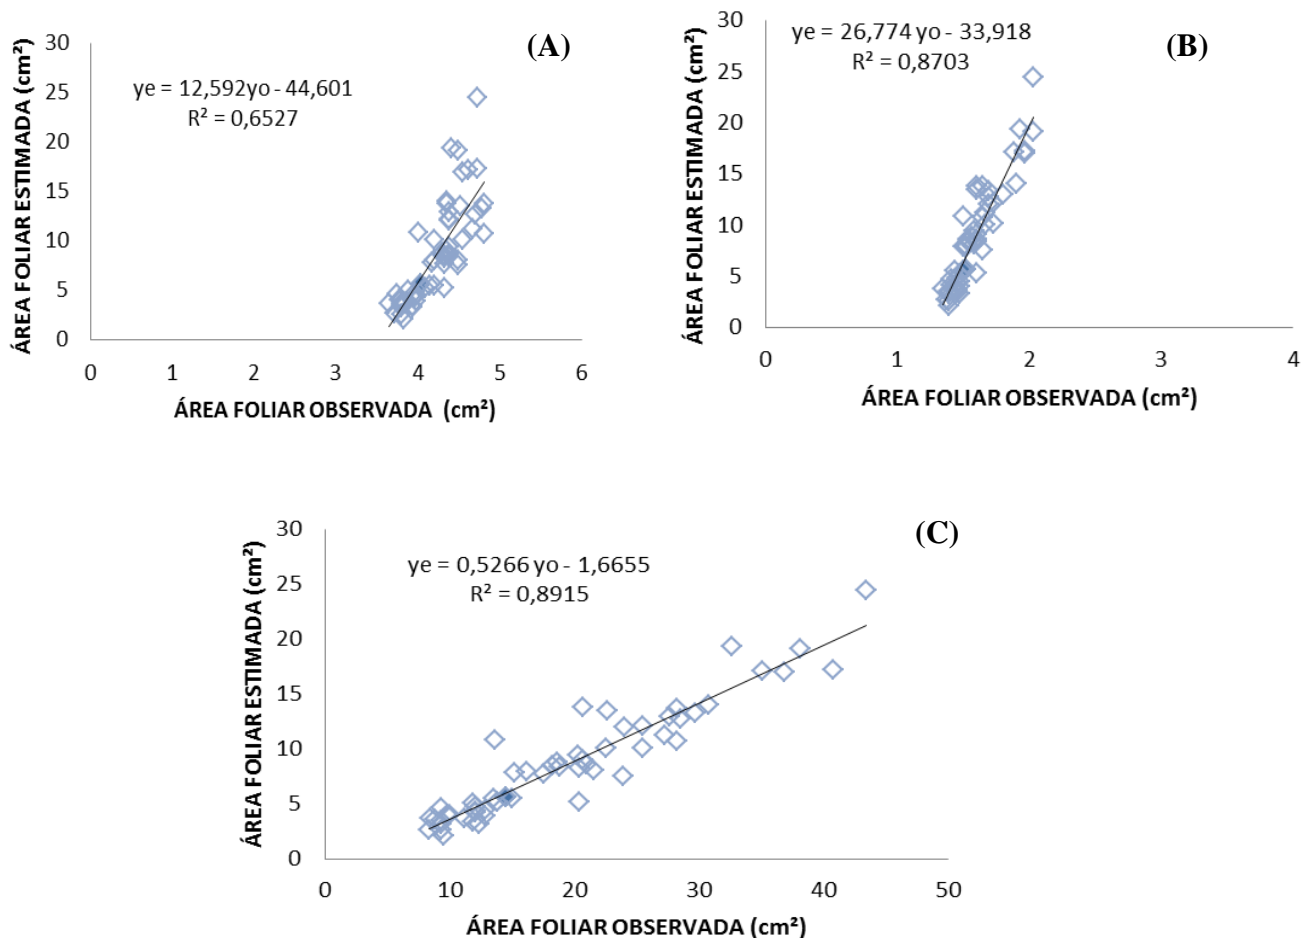 (A)
ye = 12,592yo - 44,601
R² = 0,6527
ÁREA FOLIAR ESTIMADA (cm²)
30
25
20
15
10
5
0
0 1 2 3 4 5 6
ÁREA FOLIAR OBSERVADA (cm²)
(B)
ye = 26,774 yo - 33,918
R² = 0,8703
ÁREA FOLIAR ESTIMADA (cm²)
30
25
20
15
10
5
0
0 1 2 3 4
ÁREA FOLIAR OBSERVADA (cm²)
(C)
ye = 0,5266 yo - 1,6655
R² = 0,8915
ÁREA FOLIAR ESTIMADA (cm²)
30
25
20
15
10
5
0
0 10 20 30 40 50
ÁREA FOLIAR OBSERVADA (cm²)